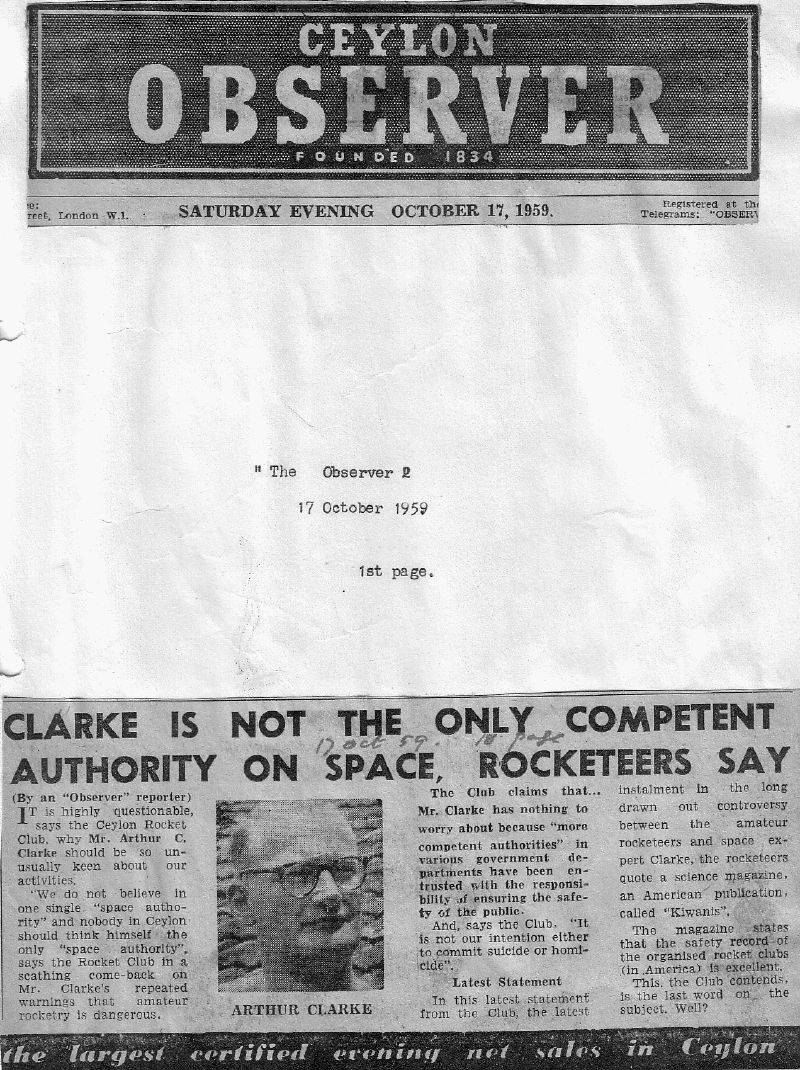 CEYLON
OBSERVER
FOUNDED 1834
reet, London W.1. :
SATURDAY EVENING OCTOBER 17, 1959.
Registered at the
Telegrams: "OBSERV
" The Observer 2
17 October 1959
1st page.
CLARKE IS NOT THE ONLY COMPETENT
17 oct 59. 1st page
AUTHORITY ON SPACE, ROCKETEERS SAY
(By an "Observer" reporter)
IT is highly questionable,
says the Ceylon Rocket
Club, why Mr. Arthur C.
Clarke should be so un-
usually keen about our
activities.
"We do not believe in
one single "space autho-
rity" and nobody in Ceylon
should think himself the
only "space authority",
says the Rocket Club in a
scathing come-back on
Mr. Clarke's repeated
warnings that amateur
rocketry is dangerous.
ARTHUR CLARKE
The Club claims that...
Mr. Clarke has nothing to
worry about because "more
competent authorities" in
various government de-
partments have been en-
trusted with the responsi-
bility of ensuring the safe-
ty of the public.
And, says the Club, "It
is not our intention either
to commit suicide or homi-
cide".
Latest Statement
In this latest statement
from the Club, the latest
instalment in the long
drawn out controversy
between the amateur
rocketeers and space ex-
pert Clarke, the rocketeers
quote a science magazine,
an American publication,
called "Kiwanis".
The magazine states
that the safety record of
the organised rocket clubs
(in America) is excellent.
This, the Club contends,
is the last word on the
subject. Well?
the largest certified evening net sales in Ceylon